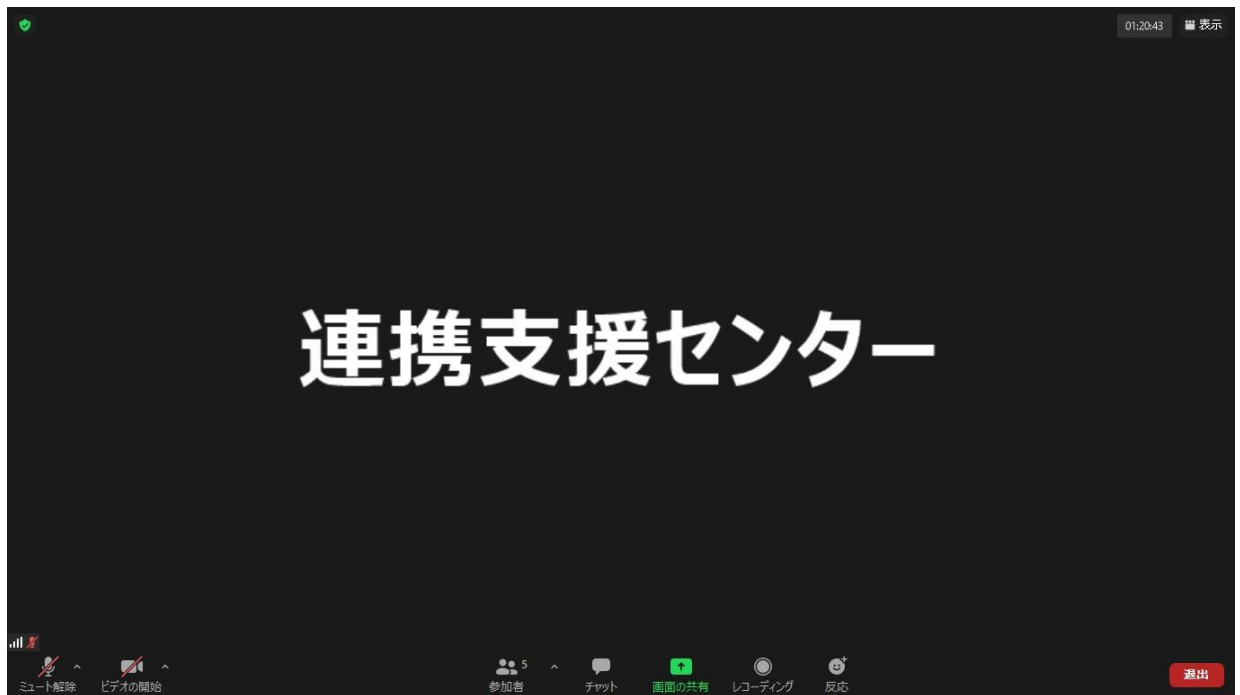 01:20:43 表示
連携支援センター
ミュート解除 ビデオの開始 参加者 5 チャット 画面の共有 レコーディング 反応 退出